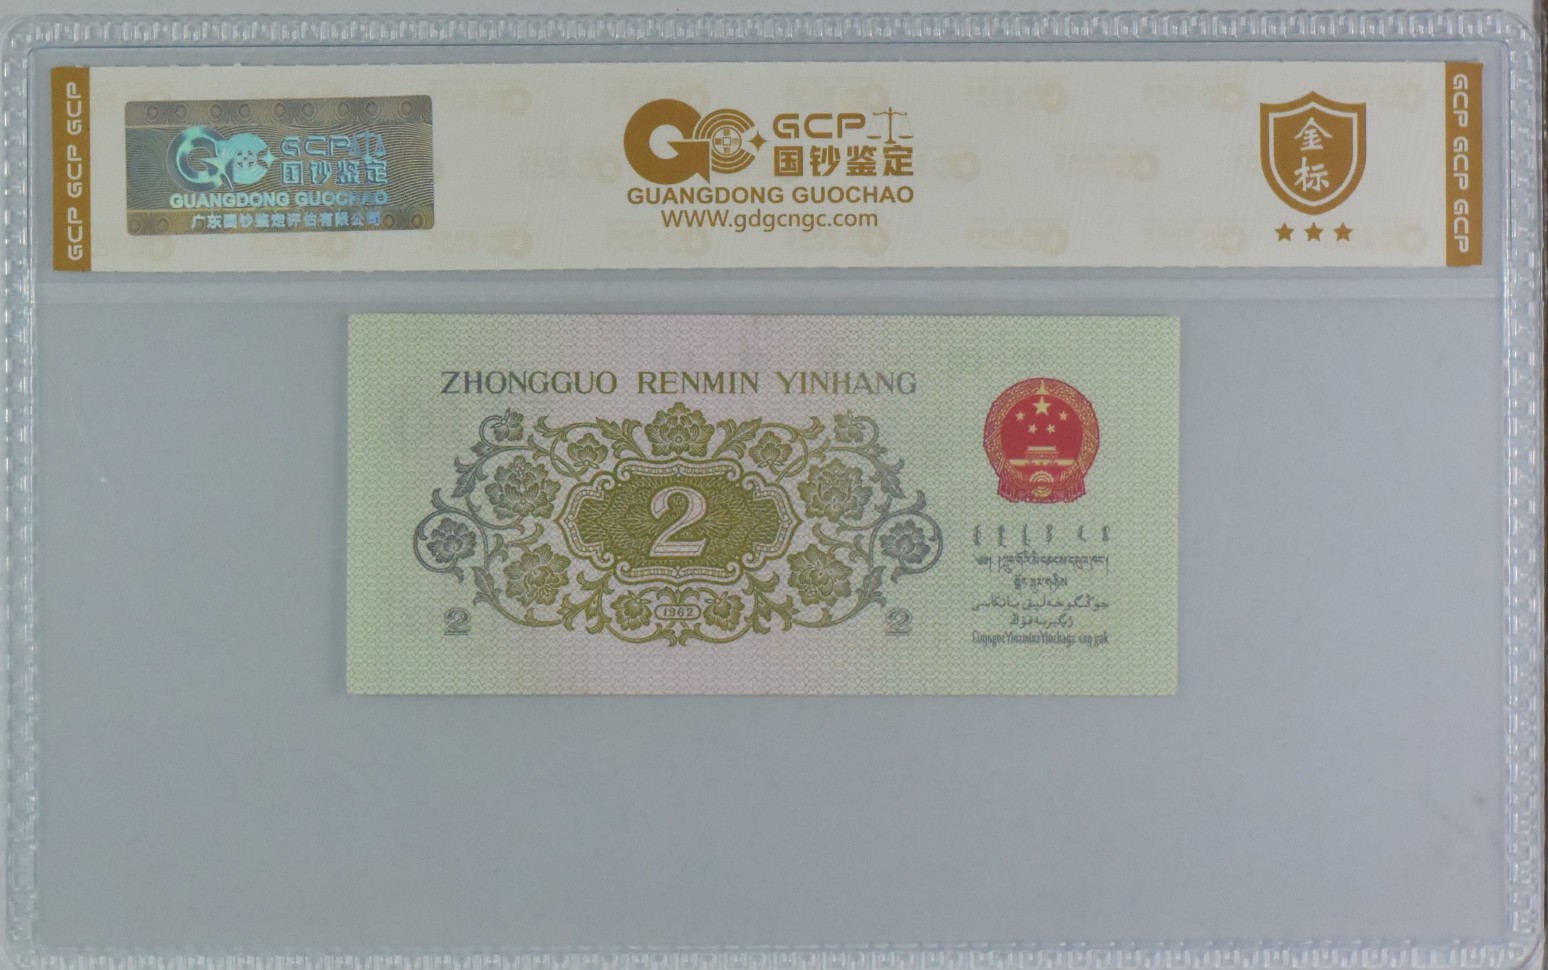 GCP GCP GCP
GCP
国钞鉴定
GUANGDONG GUOCHAO
广东国钞鉴定评估有限公司
GCP
国钞鉴定
GUANGDONG GUOCHAO
WWW.gdgcngc.com
金
标
GCP GCP GCP
ZHONGGUO RENMIN YINHANG
2
1962
2
2